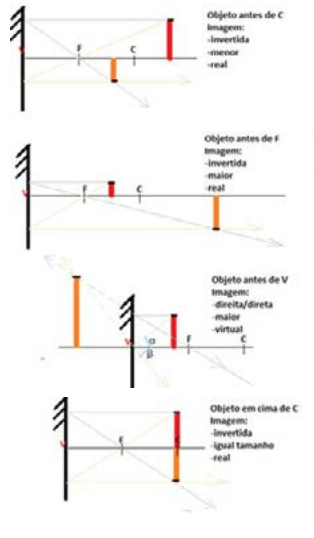 Objeto antes de C
Imagem:
-invertida
-menor
-real
F
C
Objeto antes de F
Imagem:
-invertida
-maior
-real
V
F
C
Objeto antes de V
Imagem:
-direita/direta
-maior
-virtual
V
α
β
F
C
Objeto em cima de C
Imagem:
-invertida
-igual tamanho
-real
F